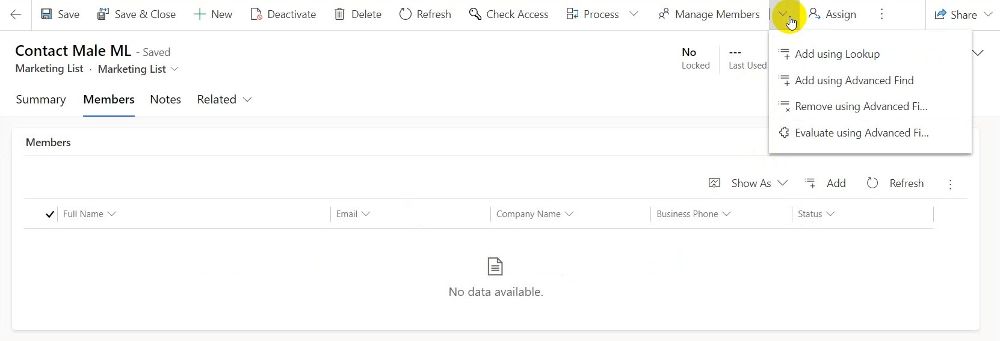 Save Save & Close New Deactivate Delete Refresh Check Access Process Manage Members Assign Share
Contact Male ML - Saved
Marketing List · Marketing List
No
Locked
---
Last Used
Add using Lookup
Add using Advanced Find
Remove using Advanced Fi...
Evaluate using Advanced Fi...
Summary Members Notes Related
Members
Show As Add Refresh
Full Name Email Company Name Business Phone Status
No data available.